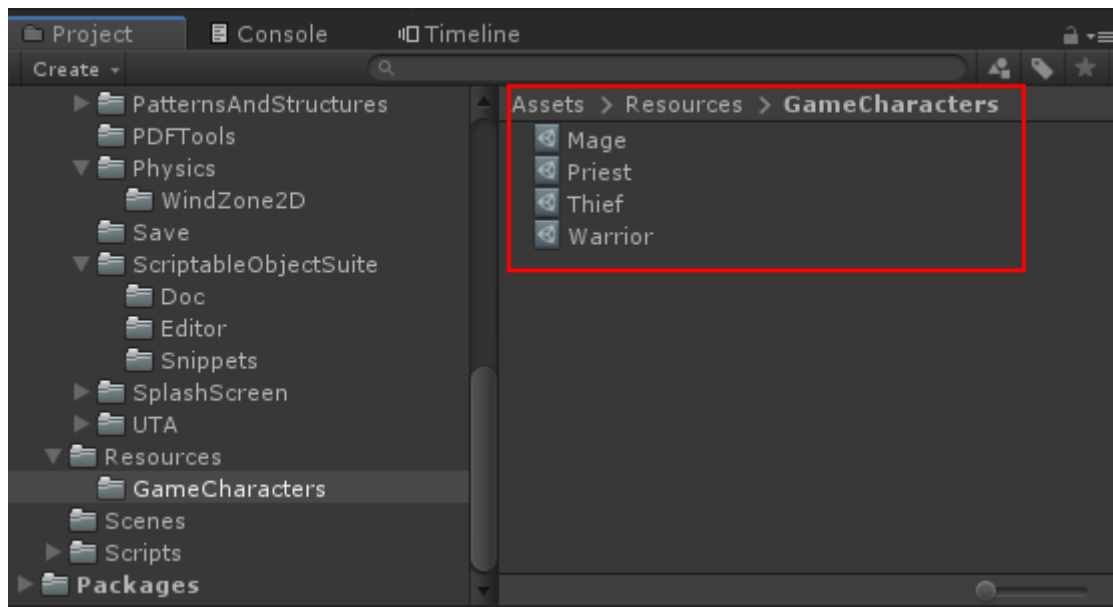 Project Console Timeline
Create
PatternsAndStructures
PDFTools
Physics
WindZone2D
Save
ScriptableObjectSuite
Doc
Editor
Snippets
SplashScreen
UTA
Resources
GameCharacters
Scenes
Scripts
Packages
Assets > Resources > GameCharacters
Mage
Priest
Thief
Warrior